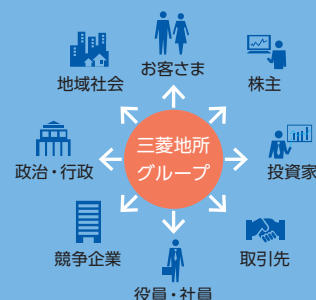 お客さま
地域社会
株主
三菱地所
グループ
政治・行政
投資家
競争企業
取引先
役員・社員